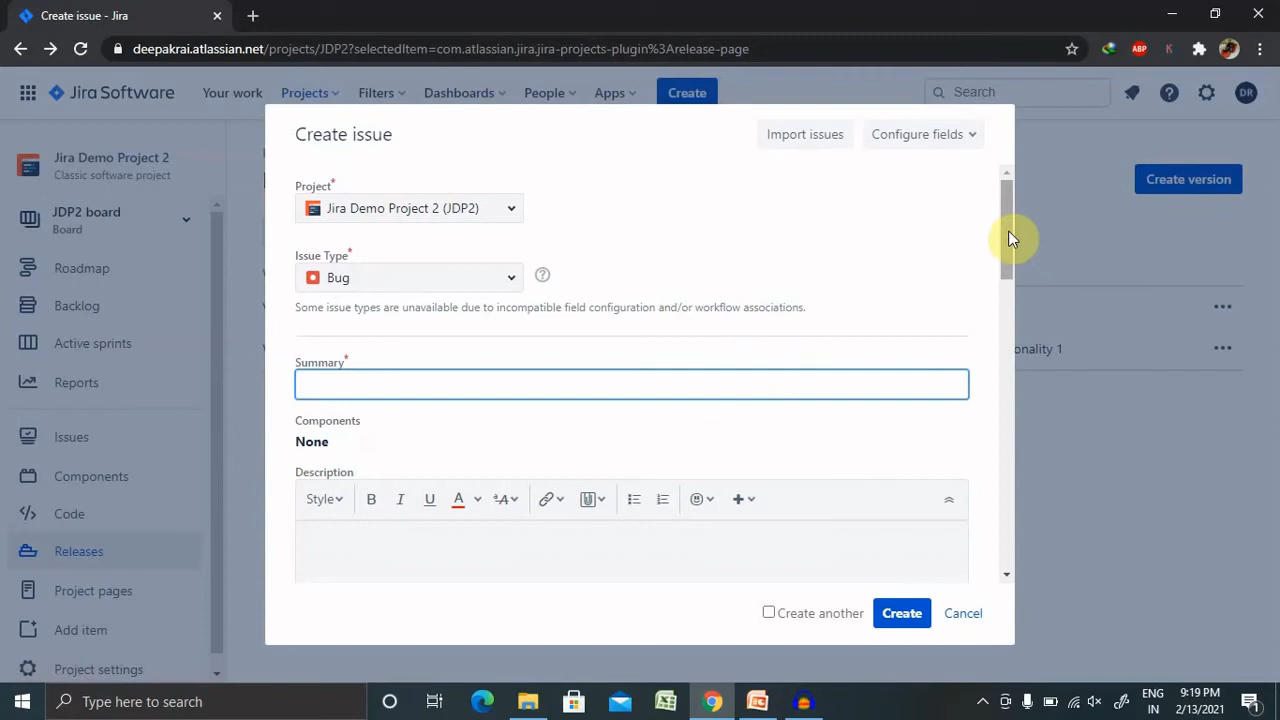 Create issue - Jira
deepakrai.atlassian.net/projects/JDP2?selectedItem=com.atlassian.jira.jira-projects-plugin%3Arelease-page
ABP
K
Jira Software
Your work
Projects
Filters
Dashboards
People
Apps
Create
Search
DR
Jira Demo Project 2
Classic software project
JDP2 board
Board
Roadmap
Backlog
Active sprints
Reports
Issues
Components
Code
Releases
Project pages
Add item
Project settings
Create version
Create issue
Import issues
Configure fields
Project*
Jira Demo Project 2 (JDP2)
Issue Type*
Bug
Some issue types are unavailable due to incompatible field configuration and/or workflow associations.
Summary*
Components
None
Description
Style
B I U A
Create another
Create
Cancel
onality 1
Type here to search
ENG
IN
9:19 PM
2/13/2021
1